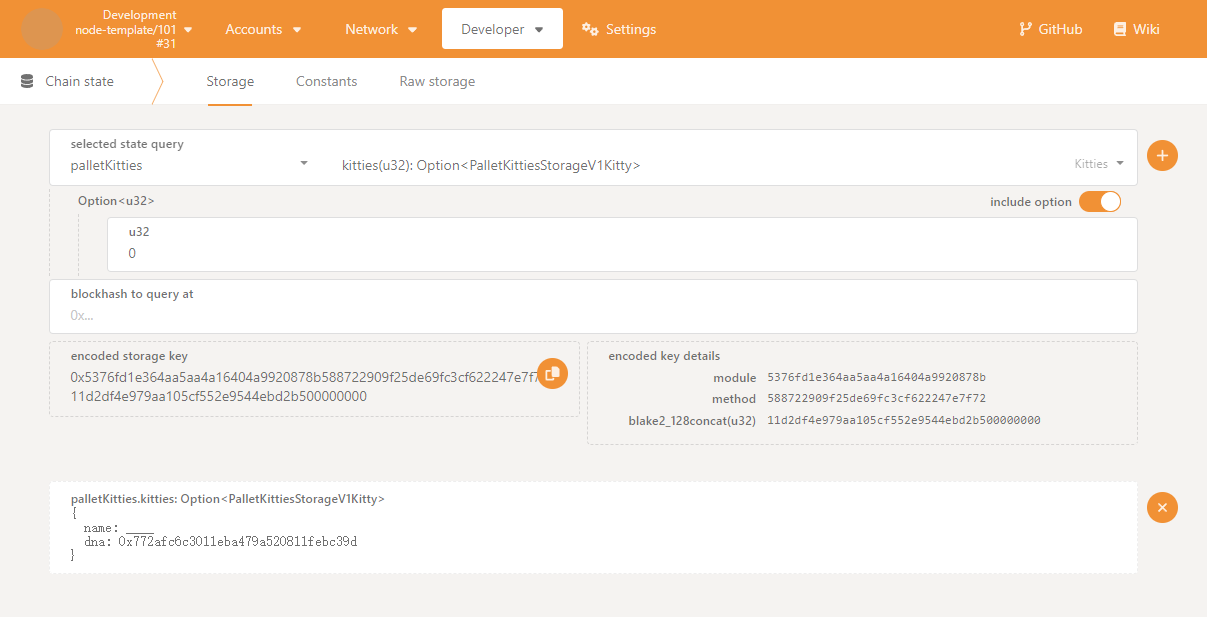 Development
node-template/101
#31
Accounts
Network
Developer
Settings
GitHub
Wiki
Chain state
Storage
Constants
Raw storage
selected state query
palletKitties
kitties(u32): Option<PalletKittiesStorageV1Kitty>
Kitties
Option<u32>
include option
u32
0
blockhash to query at
0x...
encoded storage key
0x5376fd1e364aa5aa4a16404a9920878b588722909f25de69fc3cf622247e7f7
11d2df4e979aa105cf552e9544ebd2b500000000
encoded key details
module 5376fd1e364aa5aa4a16404a9920878b
method 588722909f25de69fc3cf622247e7f72
blake2_128concat(u32) 11d2df4e979aa105cf552e9544ebd2b500000000
palletKitties.kitties: Option<PalletKittiesStorageV1Kitty>
{
name: ____
dna: 0x772afc6c3011eba479a520811febc39d
}